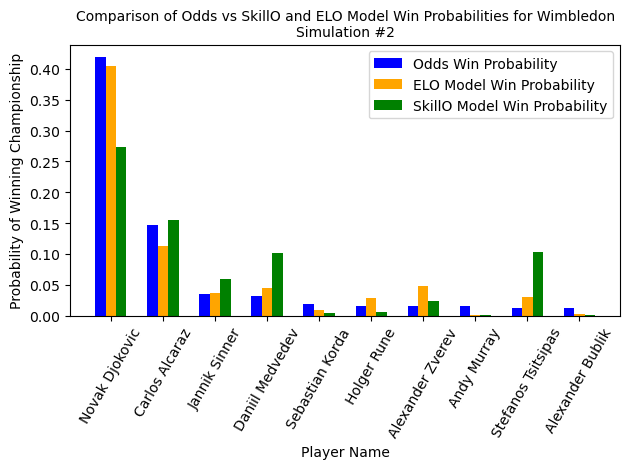 Comparison of Odds vs SkillO and ELO Model Win Probabilities for Wimbledon
Simulation #2
Odds Win Probability
ELO Model Win Probability
SkillO Model Win Probability
Probability of Winning Championship
0.40
0.35
0.30
0.25
0.20
0.15
0.10
0.05
0.00
Novak Djokovic
Carlos Alcaraz
Jannik Sinner
Daniil Medvedev
Sebastian Korda
Holger Rune
Alexander Zverev
Andy Murray
Stefanos Tsitsipas
Alexander Bublik
Player Name